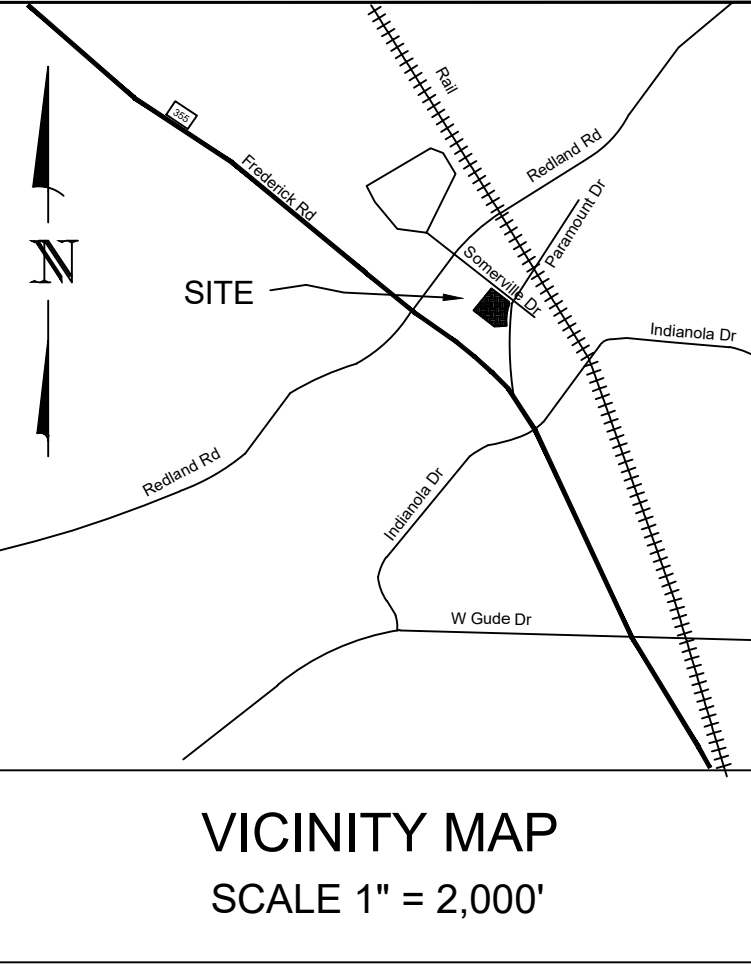 Rail
355
Redland Rd
Frederick Rd
Paramount Dr
N
Somerville Dr
SITE
Indianola Dr
Redland Rd
Indianola Dr
W Gude Dr
VICINITY MAP
SCALE 1" = 2,000'